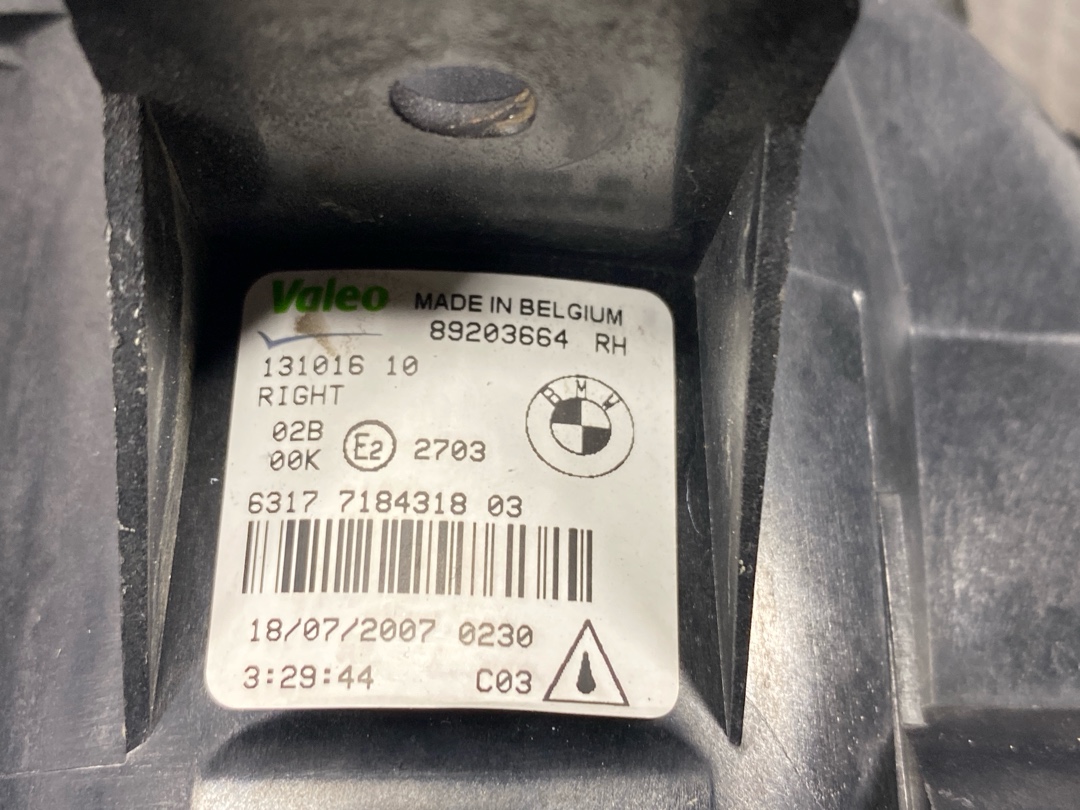 Valeo MADE IN BELGIUM
89203664 RH
131016 10
RIGHT
BMW
02B
00K E2 2703
6317 7184318 03
18/07/2007 0230
3:29:44 C03